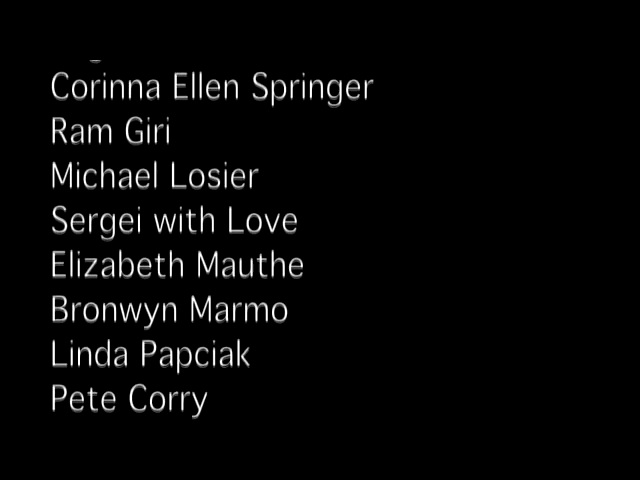 Corinna Ellen Springer
Ram Giri
Michael Losier
Sergei with Love
Elizabeth Mauthe
Bronwyn Marmo
Linda Papciak
Pete Corry